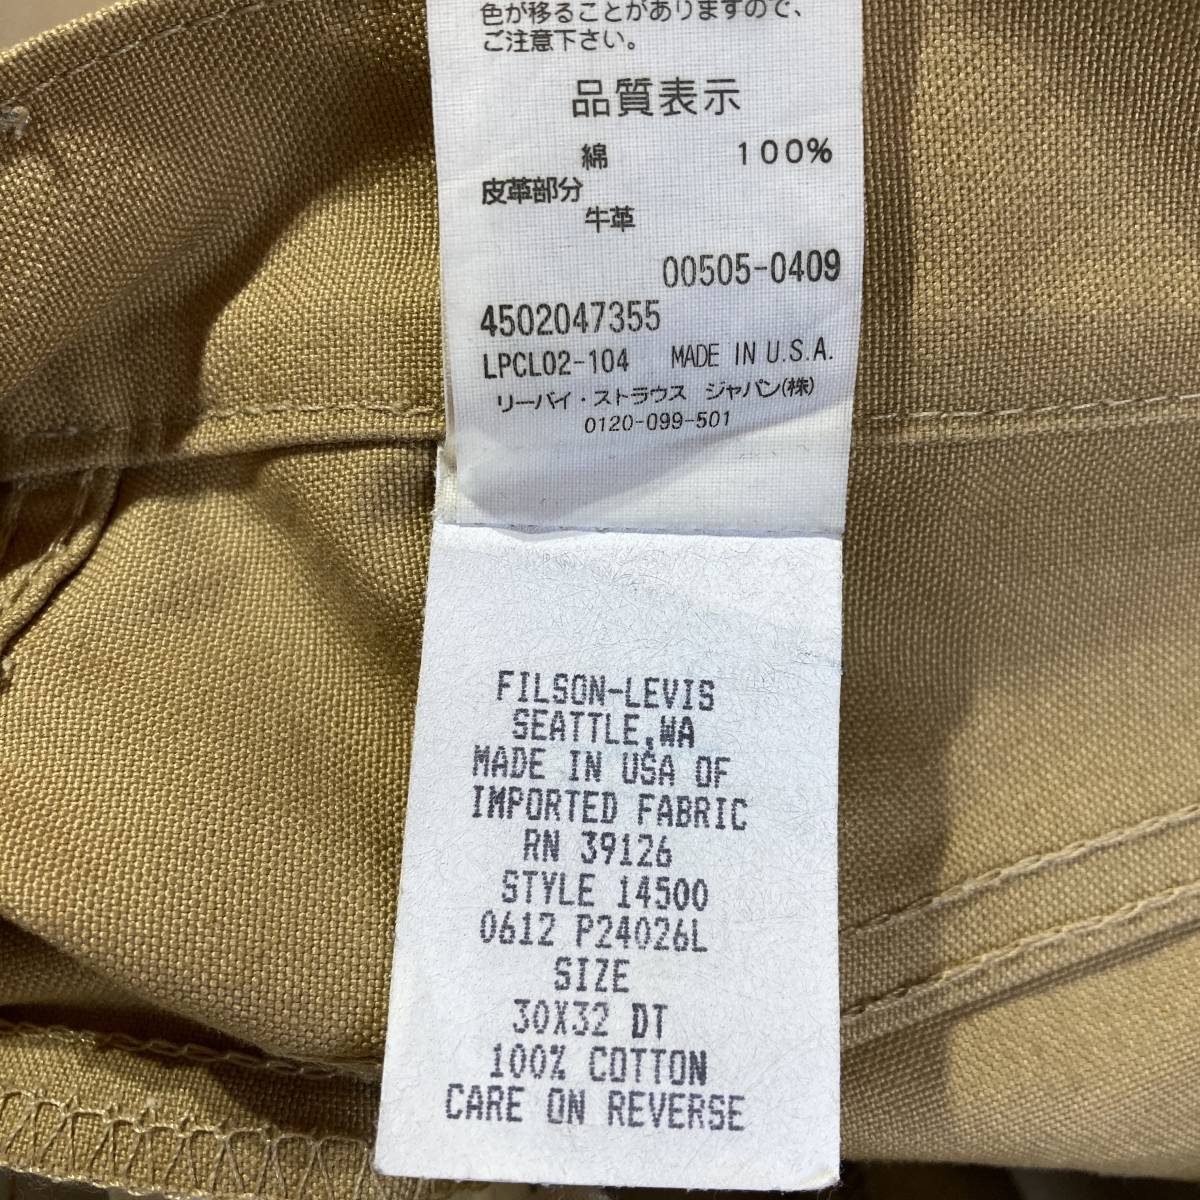 色が移ることがありますので、
ご注意下さい。
品質表示
綿 100%
皮革部分
牛革
00505-0409
4502047355
LPCL02-104 MADE IN U.S.A.
リーバイ・ストラウス ジャパン(株)
0120-099-501
FILSON-LEVIS
SEATTLE,WA
MADE IN USA OF
IMPORTED FABRIC
RN 39126
STYLE 14500
0612 P24026L
SIZE
30X32 DT
100% COTTON
CARE ON REVERSE